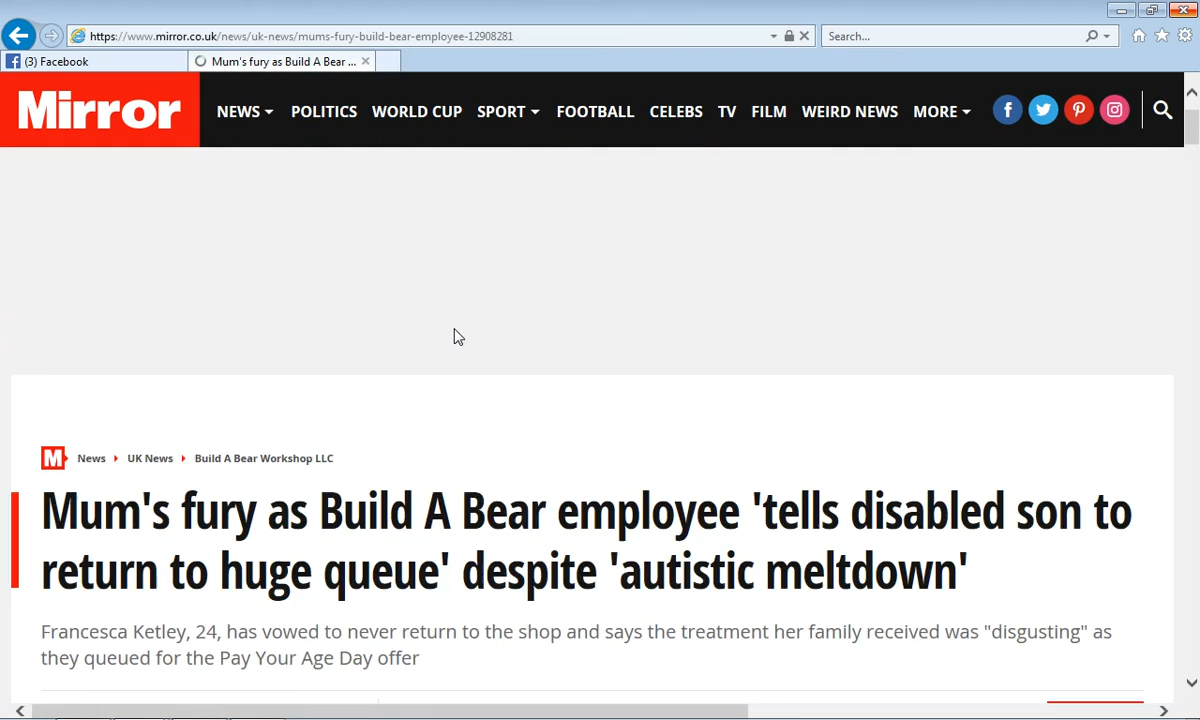 https://www.mirror.co.uk/news/uk-news/mums-fury-build-bear-employee-12908281
Search...
(3) Facebook
Mum's fury as Build A Bear ...
Mirror
NEWS POLITICS WORLD CUP SPORT FOOTBALL CELEBS TV FILM WEIRD NEWS MORE
M News UK News Build A Bear Workshop LLC
Mum's fury as Build A Bear employee 'tells disabled son to
return to huge queue' despite 'autistic meltdown'
Francesca Ketley, 24, has vowed to never return to the shop and says the treatment her family received was "disgusting" as
they queued for the Pay Your Age Day offer